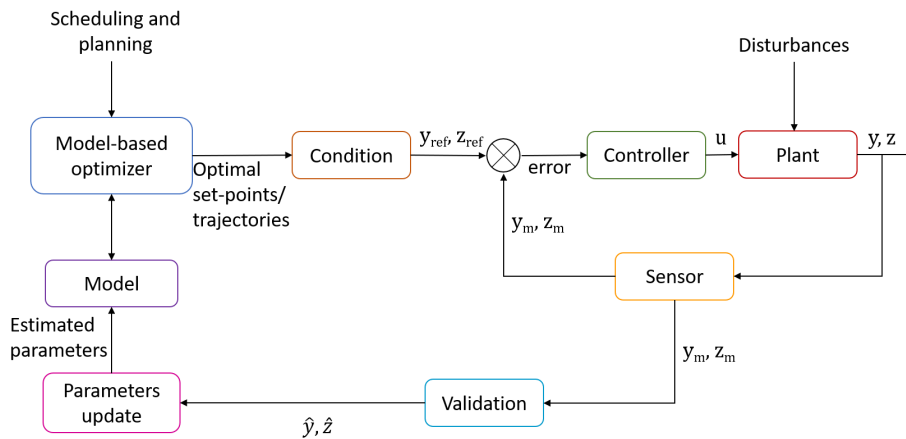 Scheduling and
planning
Disturbances
Model-based
optimizer
Optimal
set-points/
trajectories
Condition
yref, zref
error
Controller
u
Plant
y, z
ym, zm
Sensor
Model
Estimated
parameters
ym, zm
Parameters
update
Validation
ŷ, ẑ